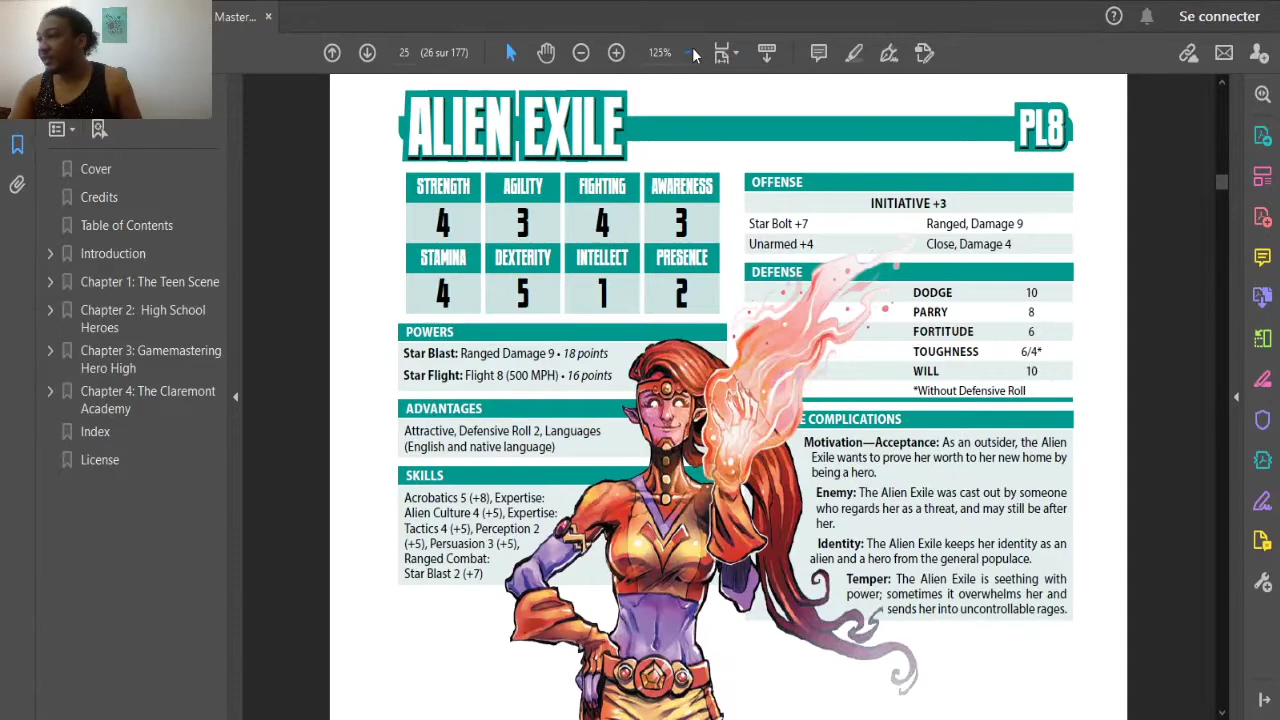 Master...
Se connecter
25 (26 sur 177)
125%
Cover
Credits
Table of Contents
Introduction
Chapter 1: The Teen Scene
Chapter 2: High School
Heroes
Chapter 3: Gamemastering
Hero High
Chapter 4: The Claremont
Academy
Index
License
ALIEN EXILE
PL8
STRENGTH AGILITY FIGHTING AWARENESS
4 3 4 3
STAMINA DEXTERITY INTELLECT PRESENCE
4 5 1 2
POWERS
Star Blast: Ranged Damage 9 • 18 points
Star Flight: Flight 8 (500 MPH) • 16 points
ADVANTAGES
Attractive, Defensive Roll 2, Languages
(English and native language)
SKILLS
Acrobatics 5 (+8), Expertise:
Alien Culture 4 (+5), Expertise:
Tactics 4 (+5), Perception 2
(+5), Persuasion 3 (+5),
Ranged Combat:
Star Blast 2 (+7)
OFFENSE
INITIATIVE +3
Star Bolt +7 Ranged, Damage 9
Unarmed +4 Close, Damage 4
DEFENSE
DODGE 10
PARRY 8
FORTITUDE 6
TOUGHNESS 6/4*
WILL 10
*Without Defensive Roll
E COMPLICATIONS
Motivation—Acceptance: As an outsider, the Alien
Exile wants to prove her worth to her new home by
being a hero.
Enemy: The Alien Exile was cast out by someone
who regards her as a threat, and may still be after
her.
Identity: The Alien Exile keeps her identity as an
alien and a hero from the general populace.
Temper: The Alien Exile is seething with
power; sometimes it overwhelms her and
sends her into uncontrollable rages.